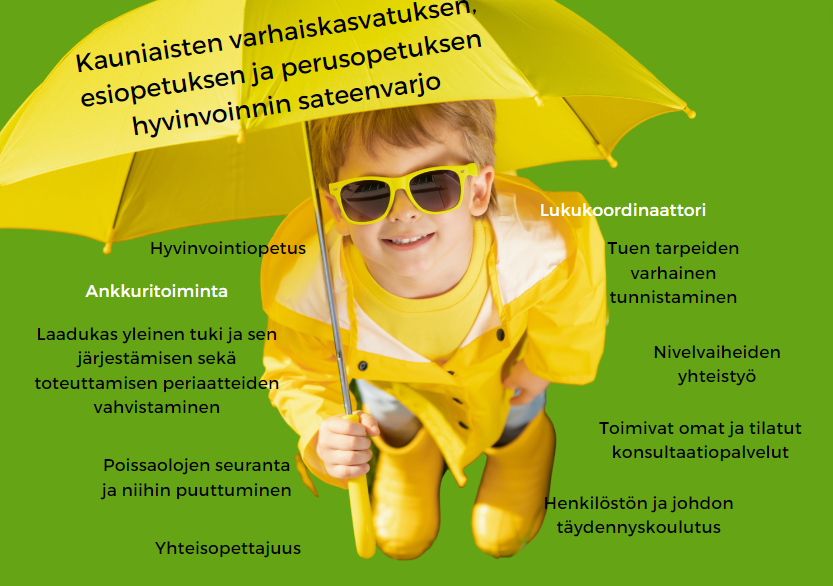 Kauniaisten varhaiskasvatuksen,
esiopetuksen ja perusopetuksen
hyvinvoinnin sateenvarjo
Hyvinvointiopetus
Ankkuritoiminta
Laadukas yleinen tuki ja sen
järjestämisen sekä
toteuttamisen periaatteiden
vahvistaminen
Poissaolojen seuranta
ja niihin puuttuminen
Yhteisopettajuus
Lukukoordinaattori
Tuen tarpeiden
varhainen
tunnistaminen
Nivelvaiheiden
yhteistyö
Toimivat omat ja tilatut
konsultaatiopalvelut
Henkilöstön ja johdon
täydennyskoulutus